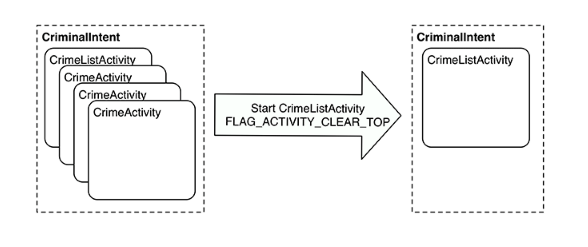 CriminalIntent
CrimeListActivity
CrimeActivity
CrimeActivity
CrimeActivity
Start CrimeListActivity
FLAG_ACTIVITY_CLEAR_TOP
CriminalIntent
CrimeListActivity